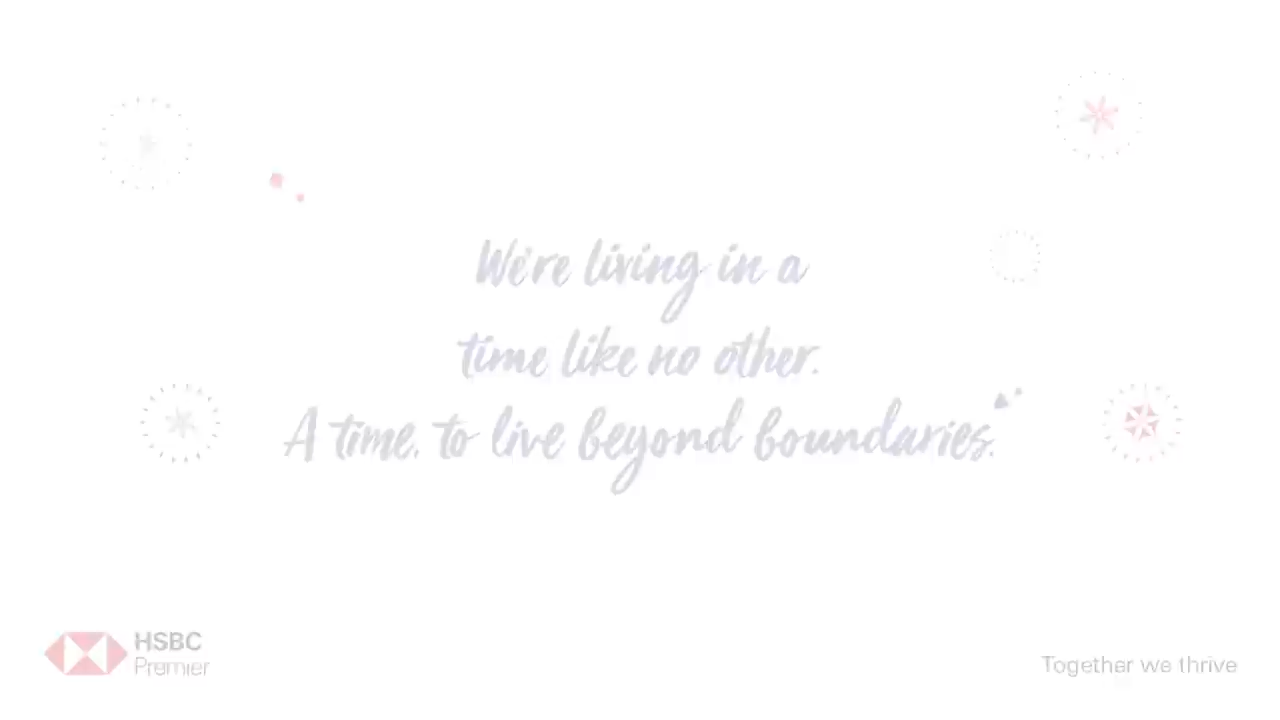 We're living in a
time like no other.
A time to live beyond boundaries.
HSBC
Premier
Together we thrive